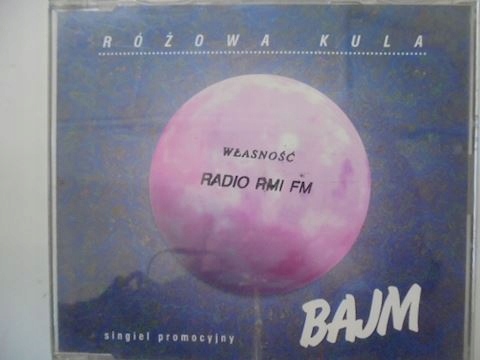 RÓŻOWA KULA
WŁASNOŚĆ
RADIO RMI FM
singiel promocyjny
BAJM